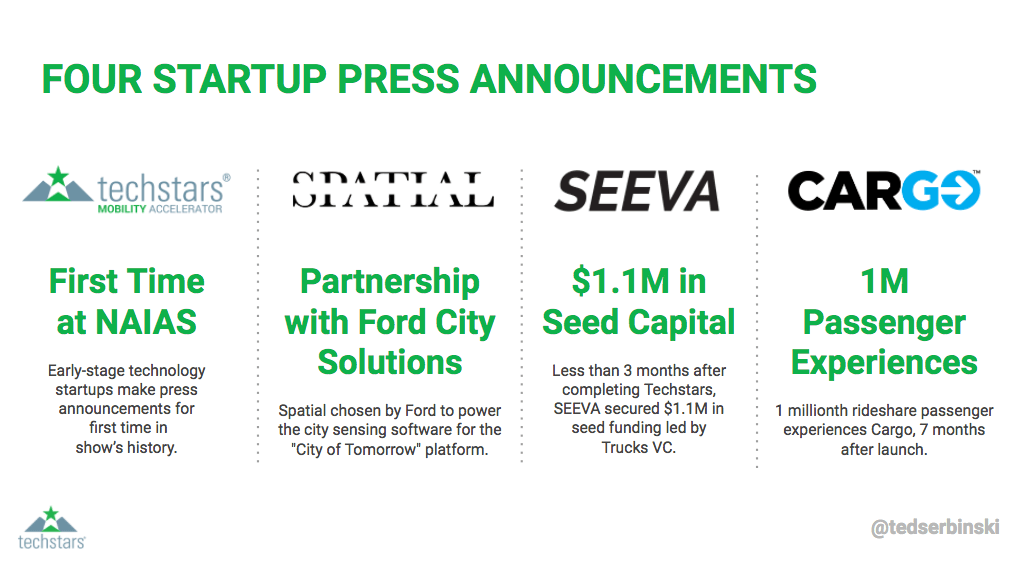 FOUR STARTUP PRESS ANNOUNCEMENTS
techstars®
MOBILITY ACCELERATOR
First Time
at NAIAS
Early-stage technology
startups make press
announcements for
first time in
show's history.
SPATIAL
Partnership
with Ford City
Solutions
Spatial chosen by Ford to power
the city sensing software for the
"City of Tomorrow" platform.
SEEVA
$1.1M in
Seed Capital
Less than 3 months after
completing Techstars,
SEEVA secured $1.1M in
seed funding led by
Trucks VC.
CARGO™
1M
Passenger
Experiences
1 millionth rideshare passenger
experiences Cargo, 7 months
after launch.
techstars®
@tedserbinski